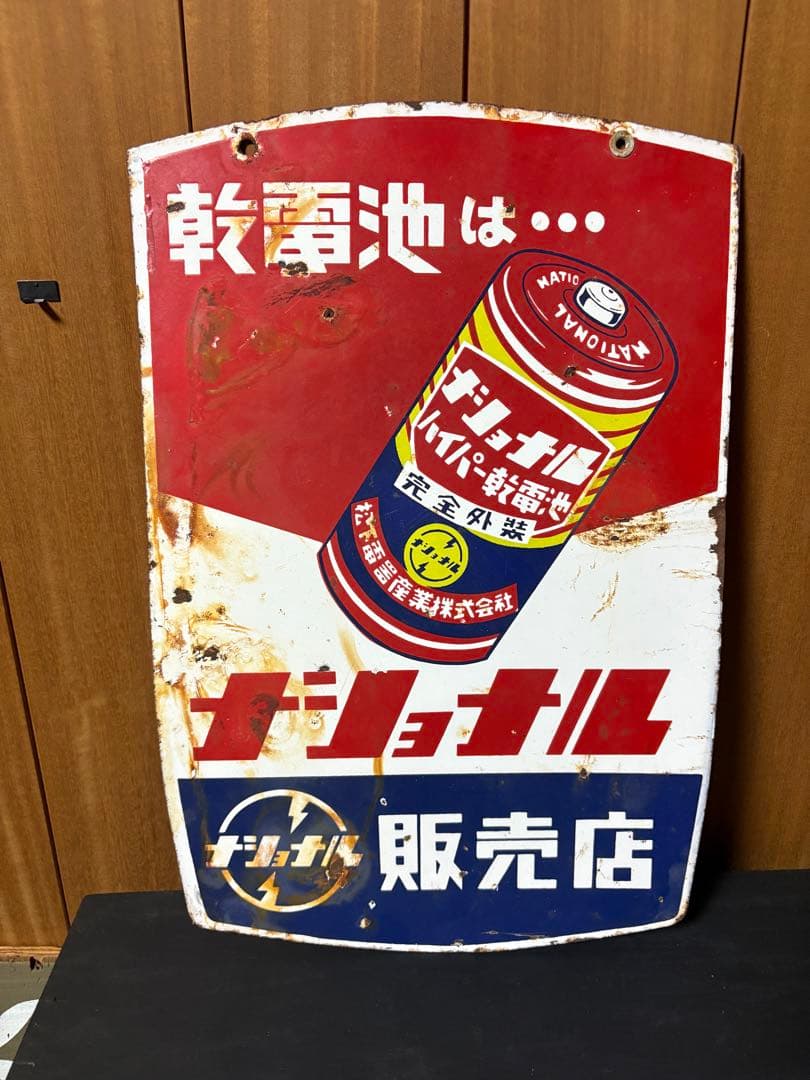 乾電池は…
NATIO
NATIONAL
ナショナル
ハイパー乾電池
完全外装
ナショナル
松下電器産業株式会社
ナショナル
ナショナル
販売店